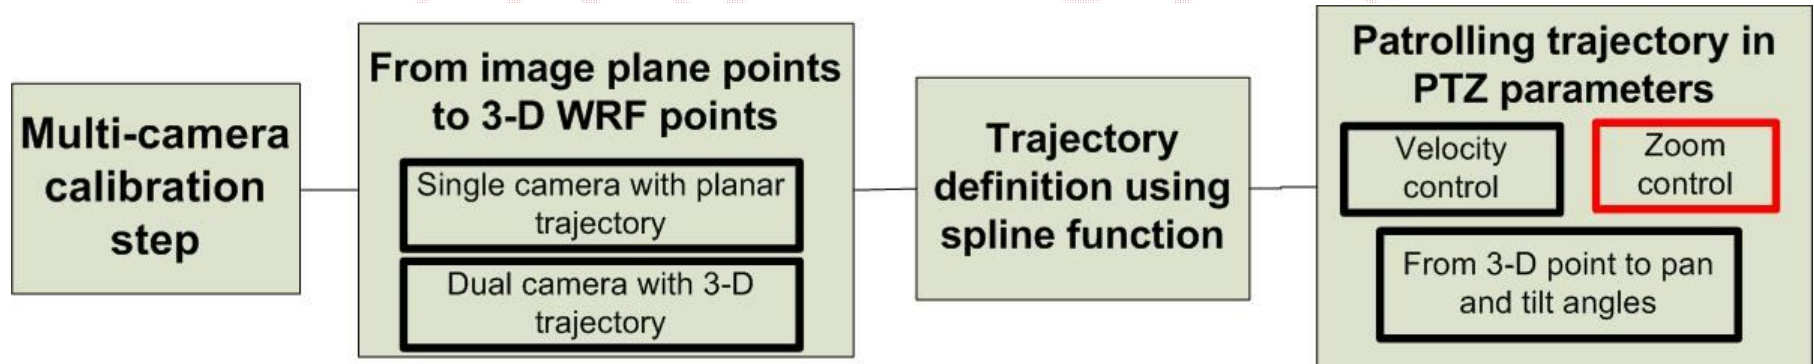 Multi-camera
calibration
step
From image plane points
to 3-D WRF points
Single camera with planar
trajectory
Dual camera with 3-D
trajectory
Trajectory
definition using
spline function
Patrolling trajectory in
PTZ parameters
Velocity
control
Zoom
control
From 3-D point to pan
and tilt angles